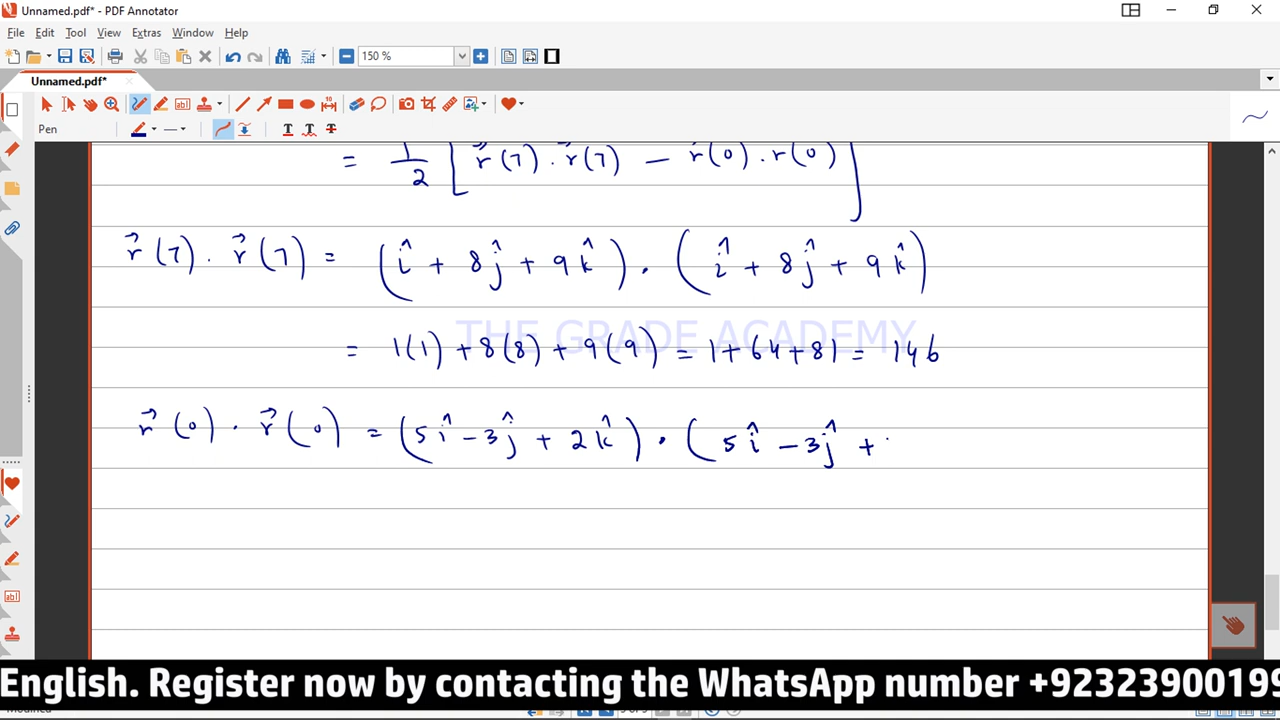 Unnamed.pdf* - PDF Annotator
File Edit Tool View Extras Window Help
150 %
Unnamed.pdf*
Pen
= 1/2 [ r⃗(7) · r⃗(7) − r(0) · r(0) ]
r⃗(7) · r⃗(7) = (î + 8ĵ + 9k̂) · (î + 8ĵ + 9k̂)
THE GRADE ACADEMY
= 1(1) + 8(8) + 9(9) = 1 + 64 + 81 = 146
r⃗(0) · r⃗(0) = (5î − 3ĵ + 2k̂) · (5î − 3ĵ +
English. Register now by contacting the WhatsApp number +92323900199